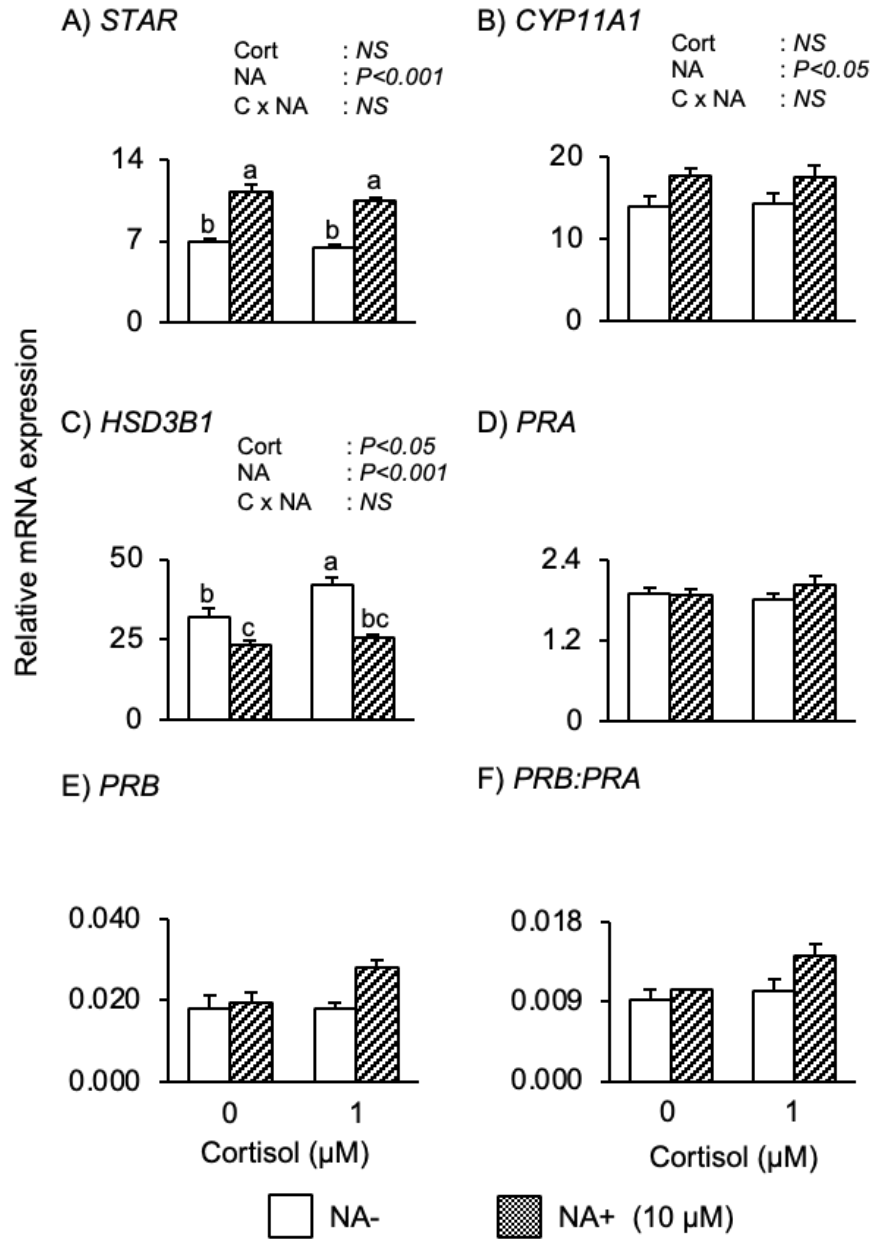 A) STAR
Cort : NS
NA : P<0.001
C x NA : NS
14
7
0
b
a
b
a
B) CYP11A1
Cort : NS
NA : P<0.05
C x NA : NS
20
10
0
Relative mRNA expression
C) HSD3B1
Cort : P<0.05
NA : P<0.001
C x NA : NS
50
25
0
b
c
a
bc
D) PRA
2.4
1.2
0
E) PRB
0.040
0.020
0.000
0
1
Cortisol (µM)
F) PRB:PRA
0.018
0.009
0.000
0
1
Cortisol (µM)
NA-
NA+ (10 µM)